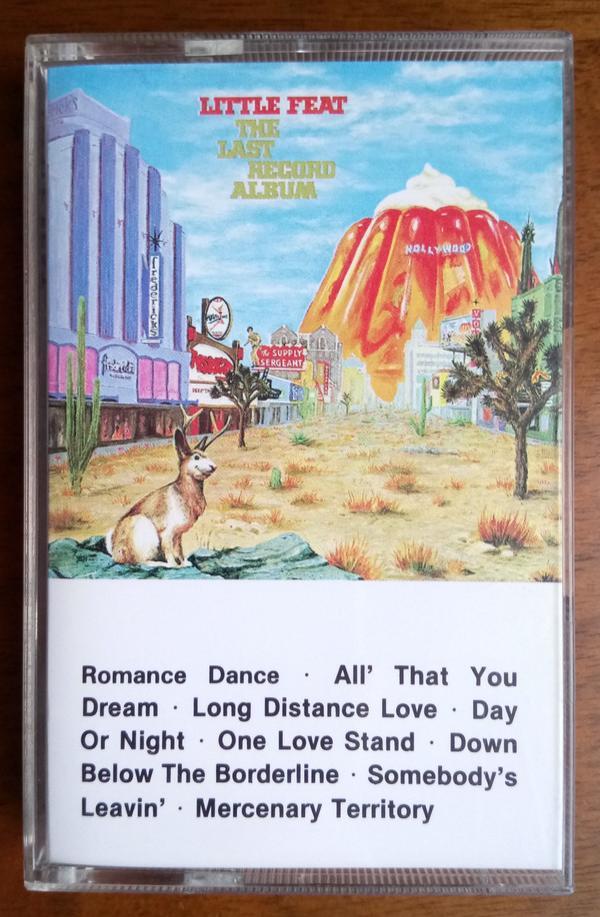 LITTLE FEAT
THE
LAST
RECORD
ALBUM
HOLLYWOOD
frederick's
The SUPPLY
SERGEANT
Romance Dance · All' That You
Dream · Long Distance Love · Day
Or Night · One Love Stand · Down
Below The Borderline · Somebody's
Leavin' · Mercenary Territory